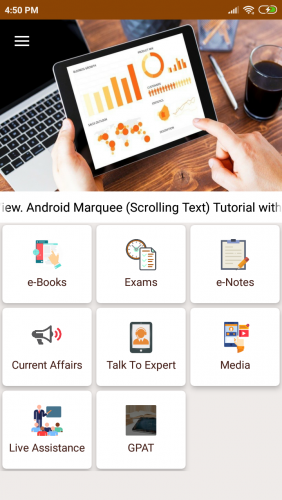 4:50 PM
iew. Android Marquee (Scrolling Text) Tutorial with
e-Books
Exams
e-Notes
Current Affairs
Talk To Expert
Media
Live Assistance
GPAT